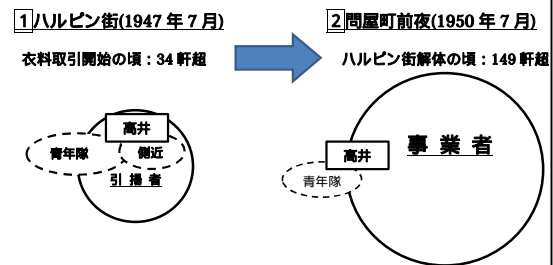 1ハルピン街(1947年7月)
衣料取引開始の頃：34軒超
高井
青年隊
側近
引揚者
2問屋町前夜(1950年7月)
ハルピン街解体の頃：149軒超
事業者
高井
青年隊